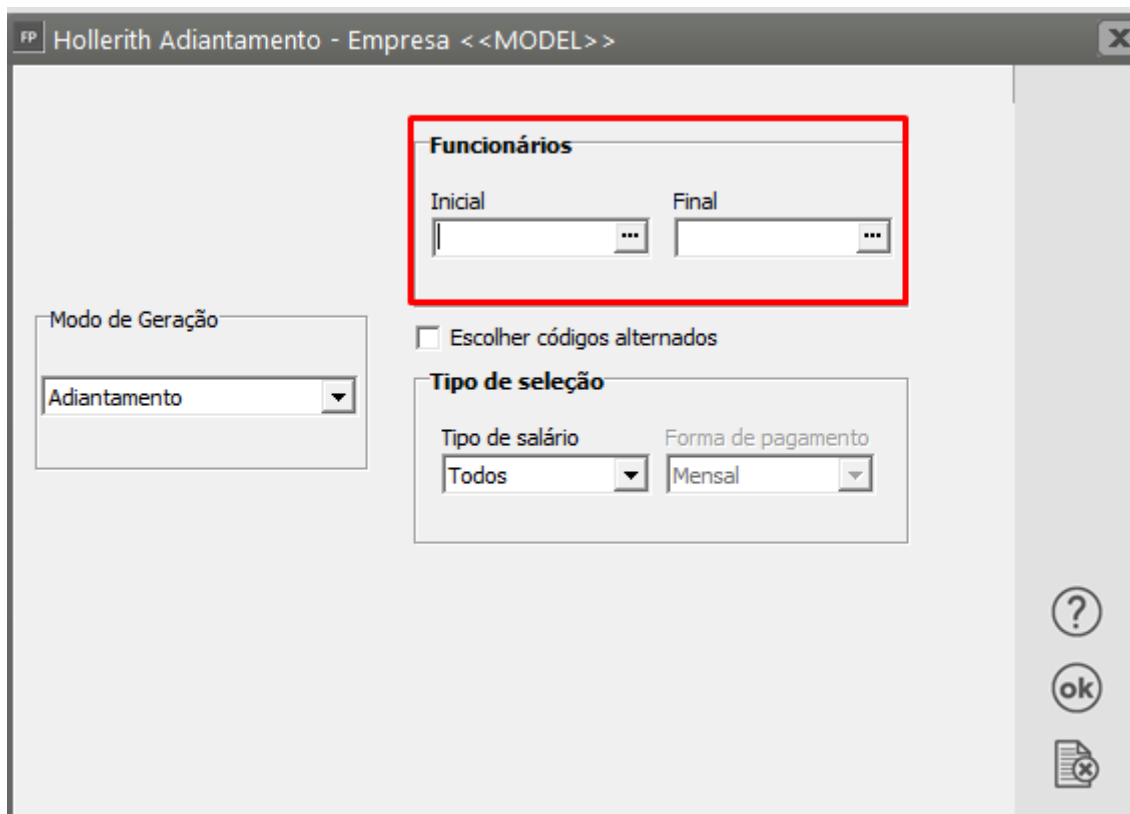 FP Hollerith Adiantamento - Empresa <<MODEL>>
Funcionários
Inicial Final
... ...
Modo de Geração
Adiantamento
Escolher códigos alternados
Tipo de seleção
Tipo de salário Forma de pagamento
Todos Mensal
?
ok